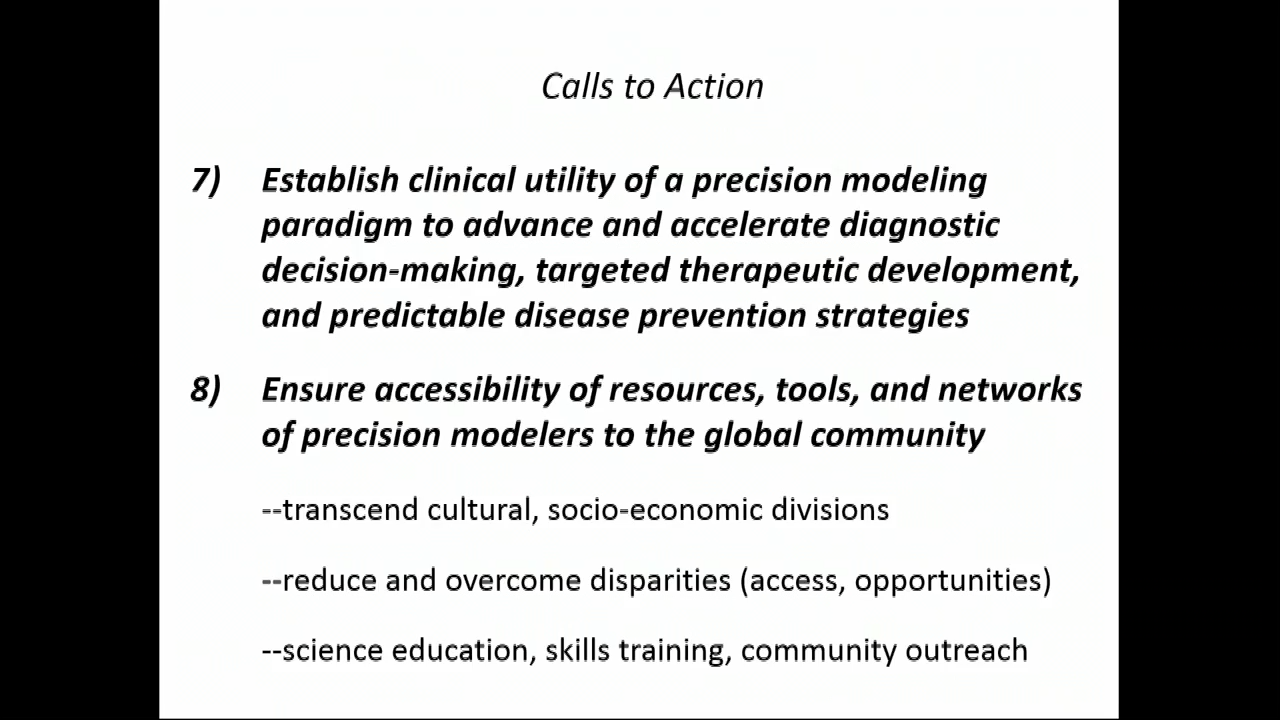 Calls to Action
7) Establish clinical utility of a precision modeling
paradigm to advance and accelerate diagnostic
decision-making, targeted therapeutic development,
and predictable disease prevention strategies
8) Ensure accessibility of resources, tools, and networks
of precision modelers to the global community
--transcend cultural, socio-economic divisions
--reduce and overcome disparities (access, opportunities)
--science education, skills training, community outreach